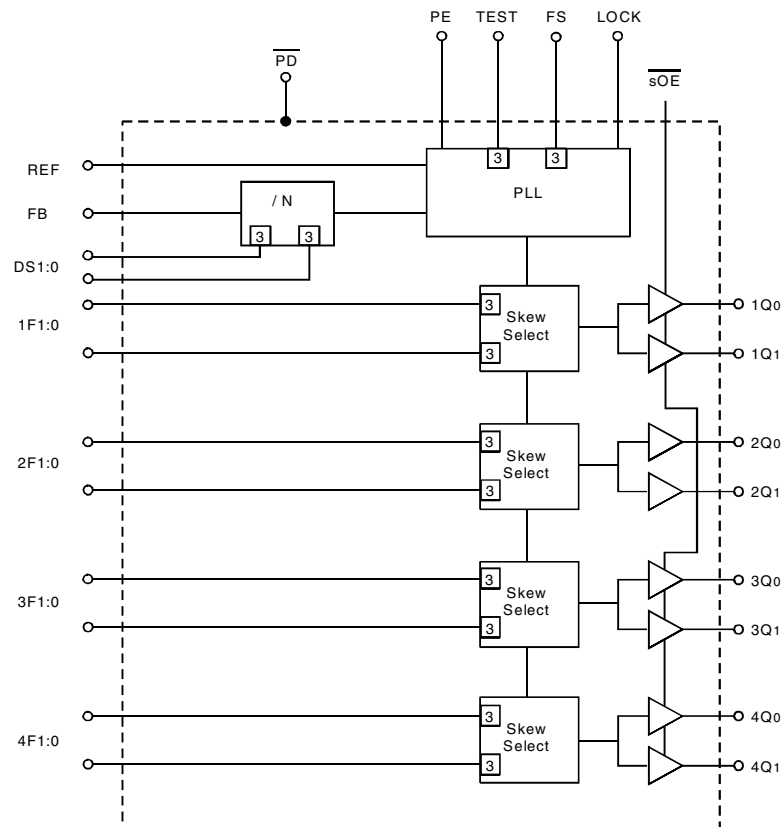 PE TEST FS LOCK
PD
sOE
REF
3 3
PLL
/ N
FB
3 3
DS1:0
1F1:0
3
Skew
Select
3
1Q0
1Q1
2F1:0
3
Skew
Select
3
2Q0
2Q1
3F1:0
3
Skew
Select
3
3Q0
3Q1
4F1:0
3
Skew
Select
3
4Q0
4Q1